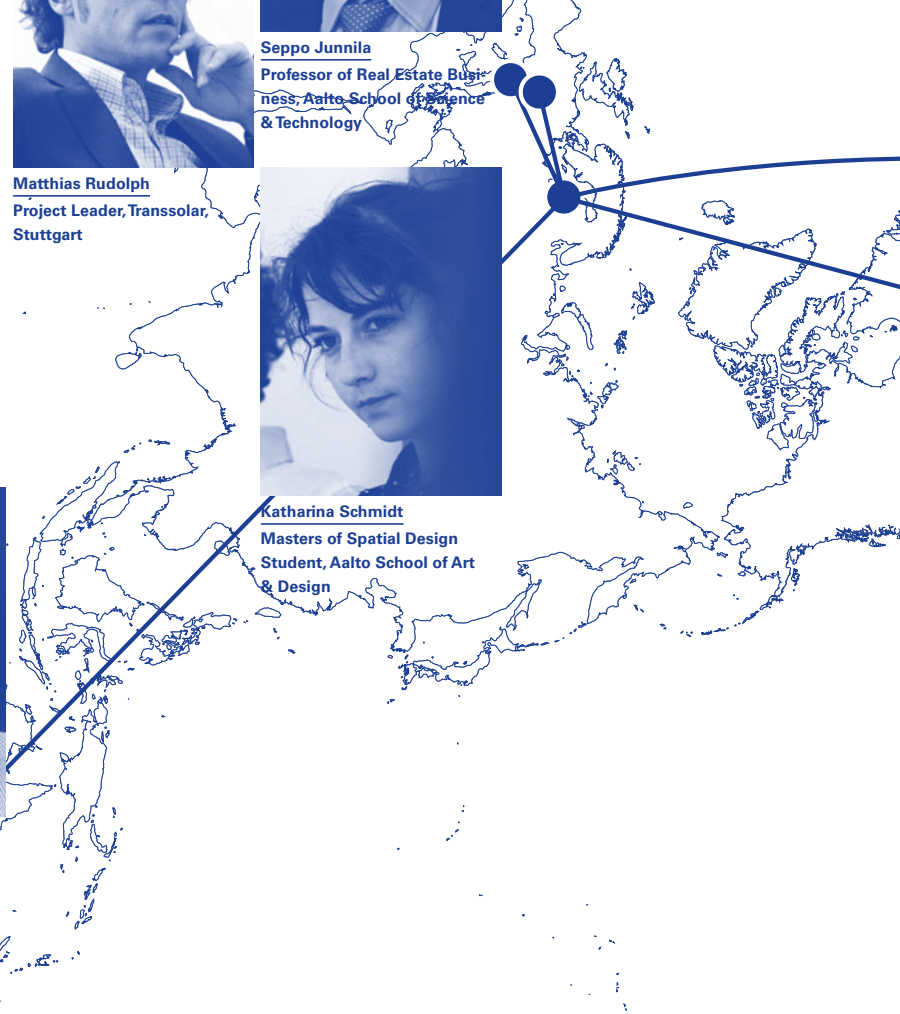 Seppo Junnila
Professor of Real Estate Busi-
ness, Aalto School of Science
& Technology
Matthias Rudolph
Project Leader, Transsolar,
Stuttgart
Katharina Schmidt
Masters of Spatial Design
Student, Aalto School of Art
& Design